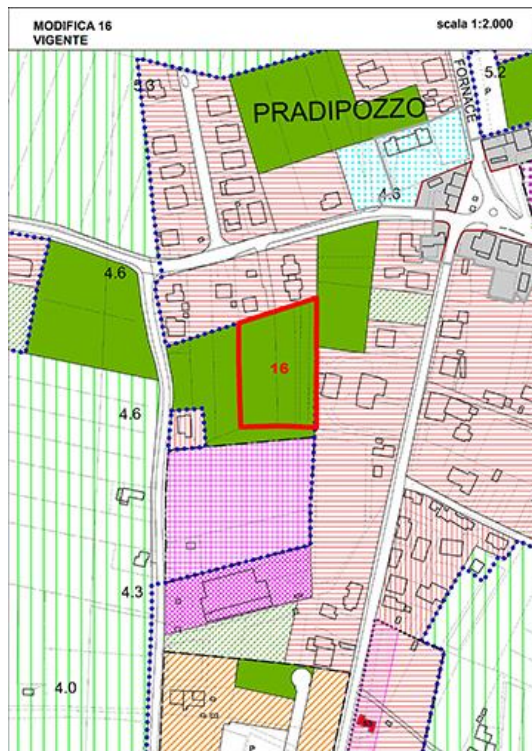 MODIFICA 16
VIGENTE
scala 1:2.000
5.3
FORNACE
5.2
P
PRADIPOZZO
4.6
4.6
16
4.6
4.3
4.0
P